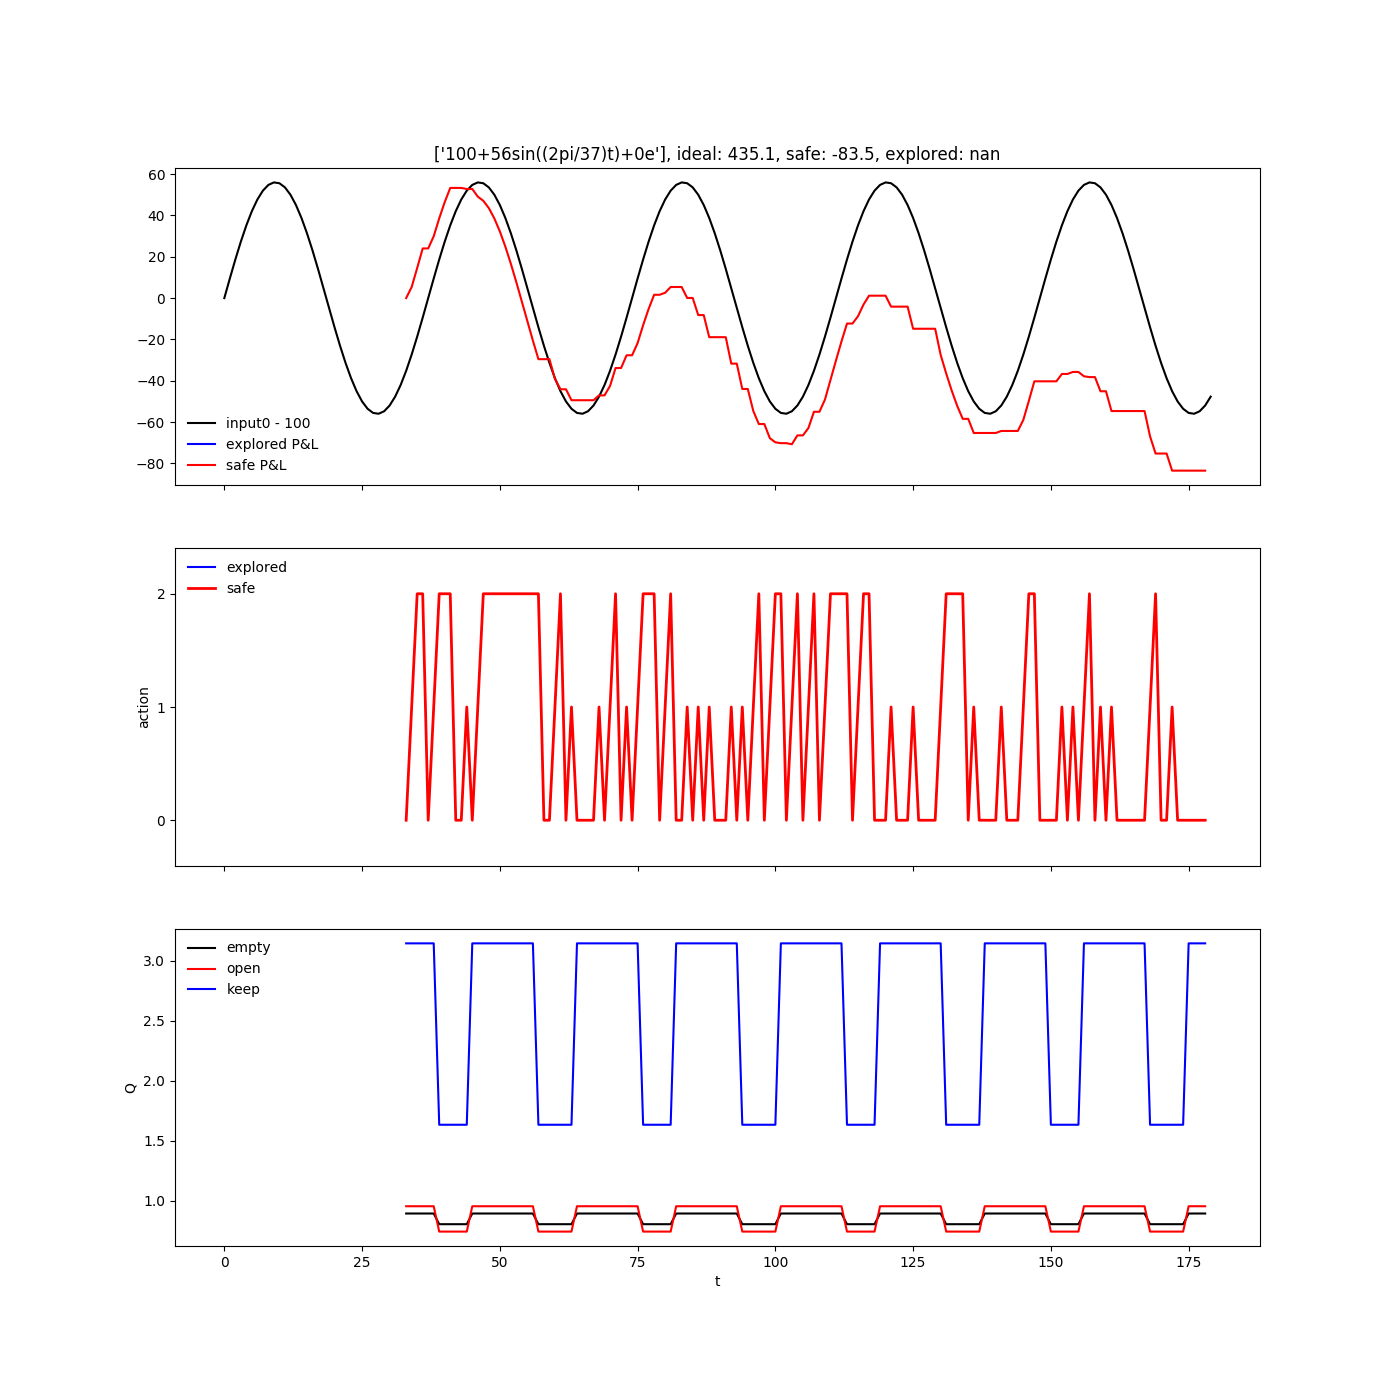 ['100+56sin((2pi/37)t)+0e'], ideal: 435.1, safe: -83.5, explored: nan
60
40
20
0
−20
−40
−60
−80
input0 - 100
explored P&L
safe P&L
explored
safe
2
1
0
action
empty
open
keep
3.0
2.5
2.0
1.5
1.0
Q
0 25 50 75 100 125 150 175
t